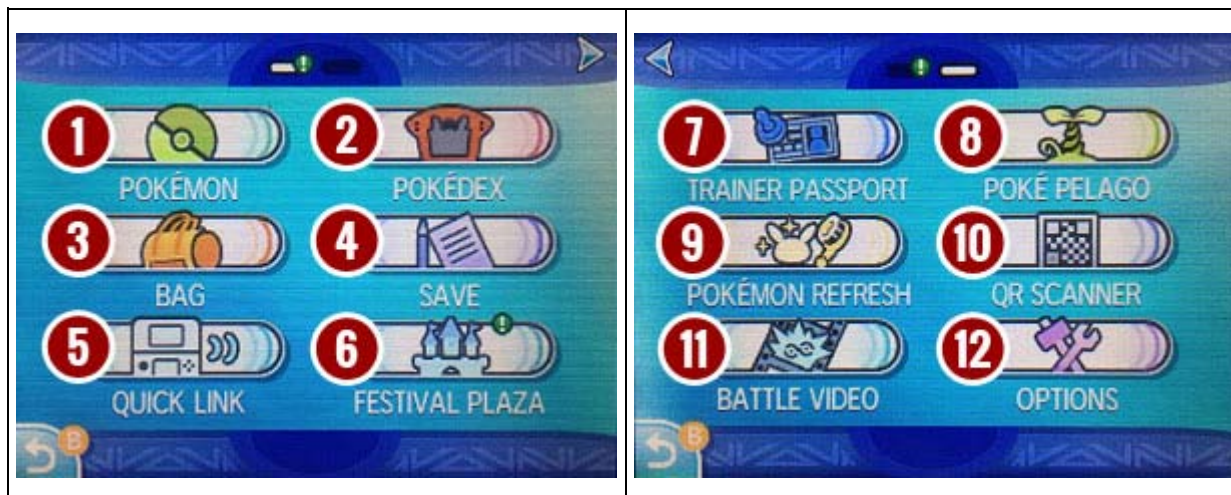 1
2
POKÉMON
POKÉDEX
3
4
BAG
SAVE
5
6
QUICK LINK
FESTIVAL PLAZA
B
7
8
TRAINER PASSPORT
POKÉ PELAGO
9
10
POKÉMON REFRESH
QR SCANNER
11
12
BATTLE VIDEO
OPTIONS
B